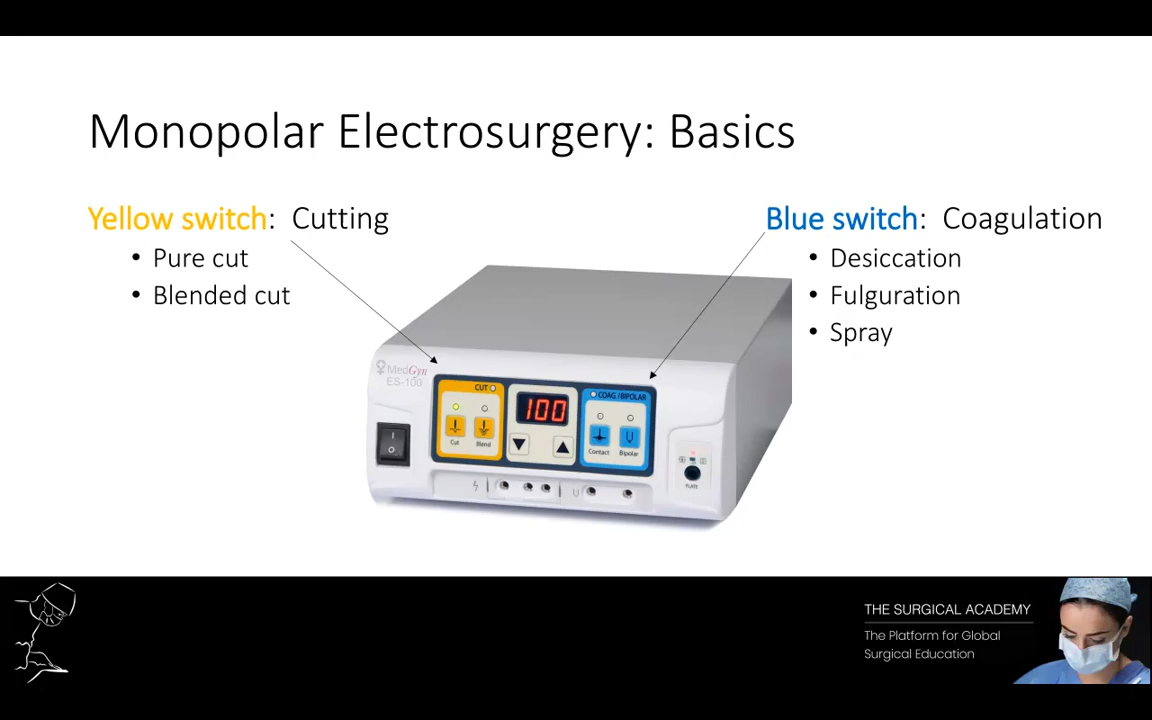 Monopolar Electrosurgery: Basics
Yellow switch: Cutting
• Pure cut
• Blended cut
Blue switch: Coagulation
• Desiccation
• Fulguration
• Spray
MedGyn
ES-100
CUT
COAG/BIPOLAR
100
Cut
Blend
Contact
Bipolar
PLATE
THE SURGICAL ACADEMY
The Platform for Global
Surgical Education